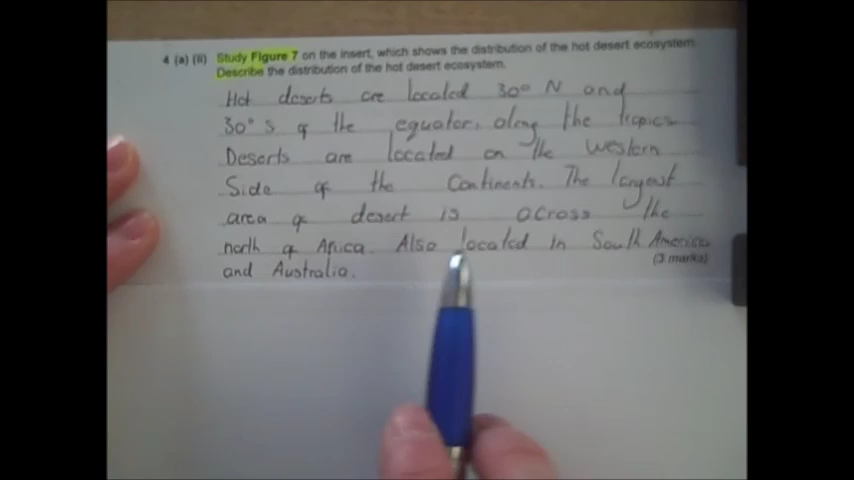 4 (a) (ii) Study Figure 7 on the insert, which shows the distribution of the hot desert ecosystem.
Describe the distribution of the hot desert ecosystem.
Hot deserts are located 30° N and
30° S of the equator, along the tropics
Deserts are located on the western
Side of the Continents. The largest
area of desert is across the
north of Africa. Also located in South America
(3 marks)
and Australia.